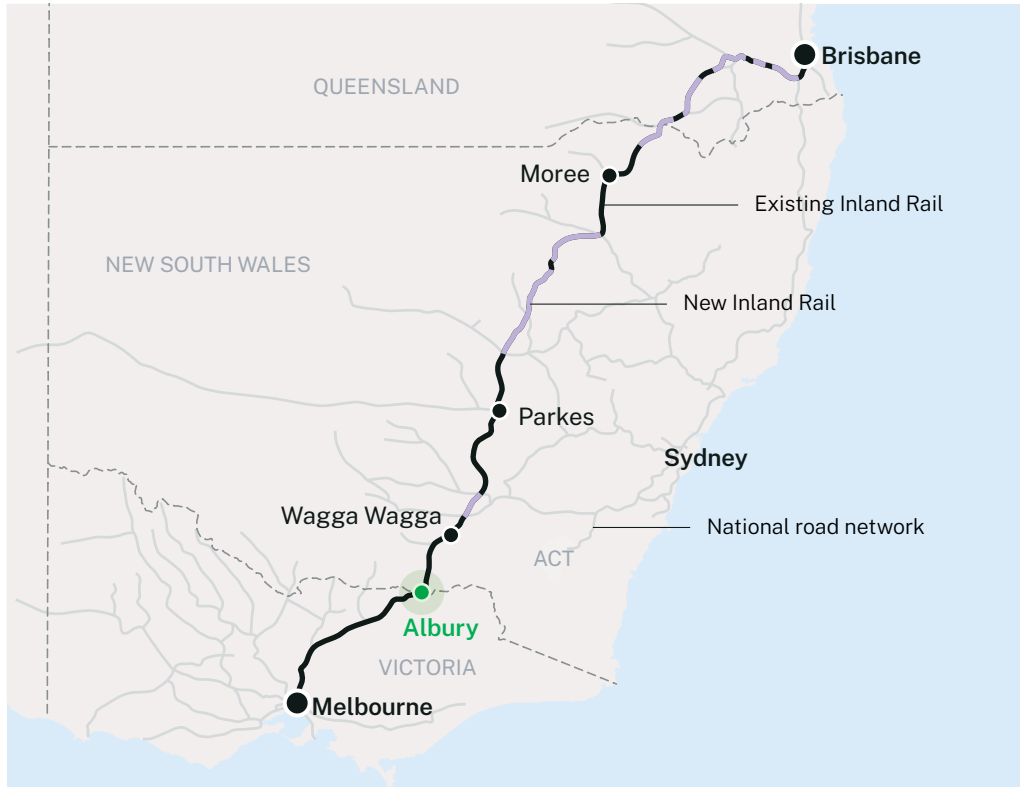 Brisbane
QUEENSLAND
Moree
Existing Inland Rail
NEW SOUTH WALES
New Inland Rail
Parkes
Sydney
Wagga Wagga
National road network
ACT
Albury
VICTORIA
Melbourne